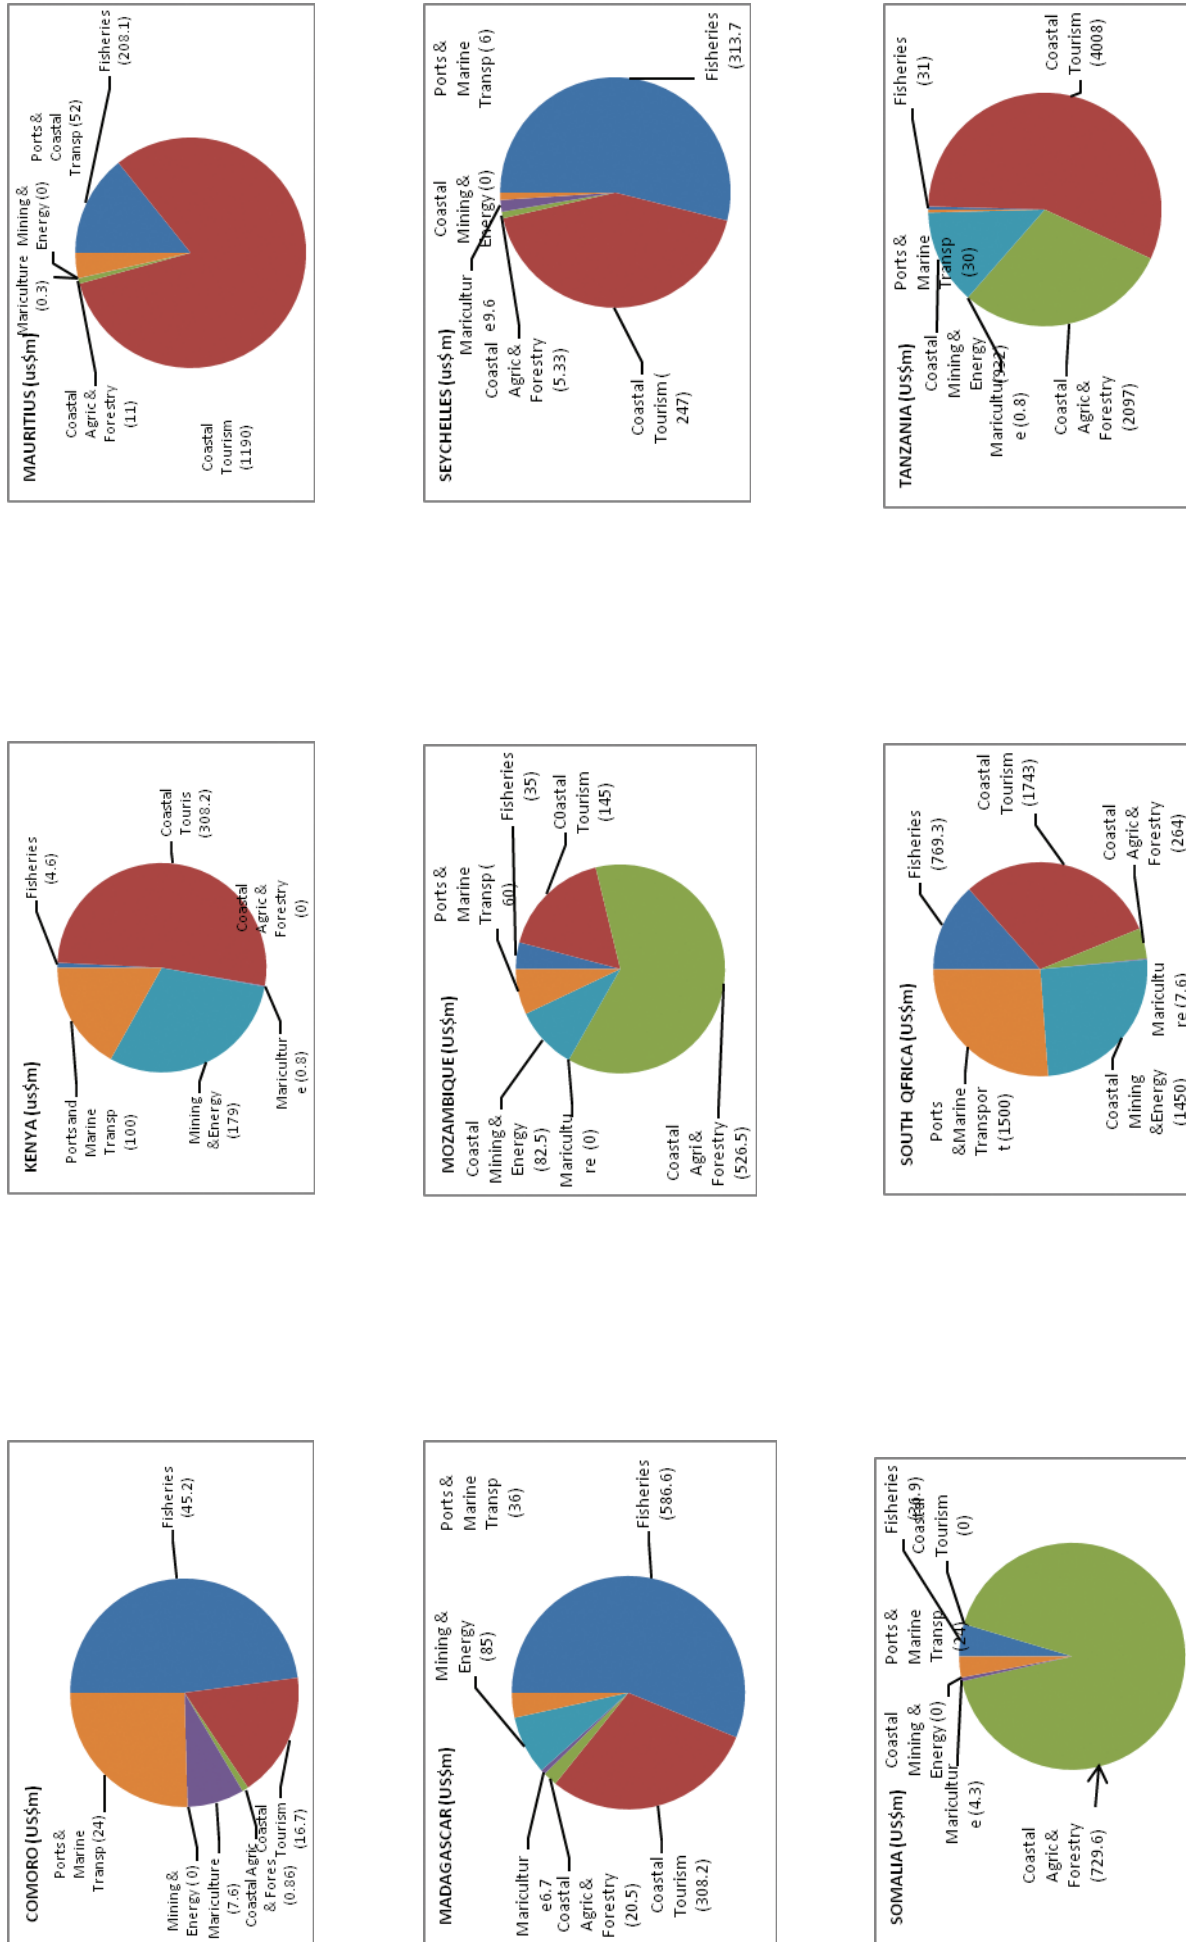 MAURITIUS (us$m)
Mariculture
(0.3)
Mining &
Energy (0)
Ports &
Coastal
Transp (52)
Fisheries
(208.1)
Coastal
Agric &
Forestry
(11)
Coastal
Tourism
(1190)
SEYCHELLES (us$ m)
Maricultur
e9.6
Coastal
Mining &
Energy (0)
Ports &
Marine
Transp ( 6)
Fisheries
(313.7
Coastal
Agric &
Forestry
(5.33)
Coastal
Tourism (
247)
TANZANIA (US$m)
Coastal
Mining &
Energy
(932)
Ports &
Marine
Transp
(30)
Fisheries
(31)
Coastal
Tourism
(4008)
Maricultur
e (0.8)
Coastal
Agric &
Forestry
(2097)
KENYA (us$m)
Ports and
Marine
Transp
(100)
Fisheries
(4.6)
Coastal
Touris
(308.2)
Coastal
Agric &
Forestry
(0)
Mining
&Energy
(179)
Maricultur
e (0.8)
MOZAMBIQUE (US$m)
Coastal
Mining &
Energy
(82.5)
Ports &
Marine
Transp (
60)
Fisheries
(35)
C0astal
Tourism
(145)
Maricultu
re (0)
Coastal
Agri &
Forestry
(526.5)
SOUTH QFRICA (US$m)
Ports
&Marine
Transpor
t (1500)
Fisheries
(769.3)
Coastal
Tourism
(1743)
Coastal
Agric &
Forestry
(264)
Coastal
Mining
&Energy
(1450)
Maricultu
re (7.6)
COMORO (US$m)
Ports &
Marine
Transp (24)
Fisheries
(45.2)
Mining &
Energy ( 0)
Mariculture
(7.6)
Coastal Agric
& Fores
(0.86)
Coastal
Tourism
(16.7)
MADAGASCAR (US$m)
Mining &
Energy
(85)
Ports &
Marine
Transp
(36)
Fisheries
(586.6)
Maricultur
e6.7
Coastal
Agric &
Forestry
(20.5)
Coastal
Tourism
(308.2)
SOMALIA (US$m)
Maricultur
e (4.3)
Coastal
Mining &
Energy (0)
Ports &
Marine
Transp
(24)
Fisheries
Coastal
Tourism
(0)
Coastal
Agric &
Forestry
(729.6)